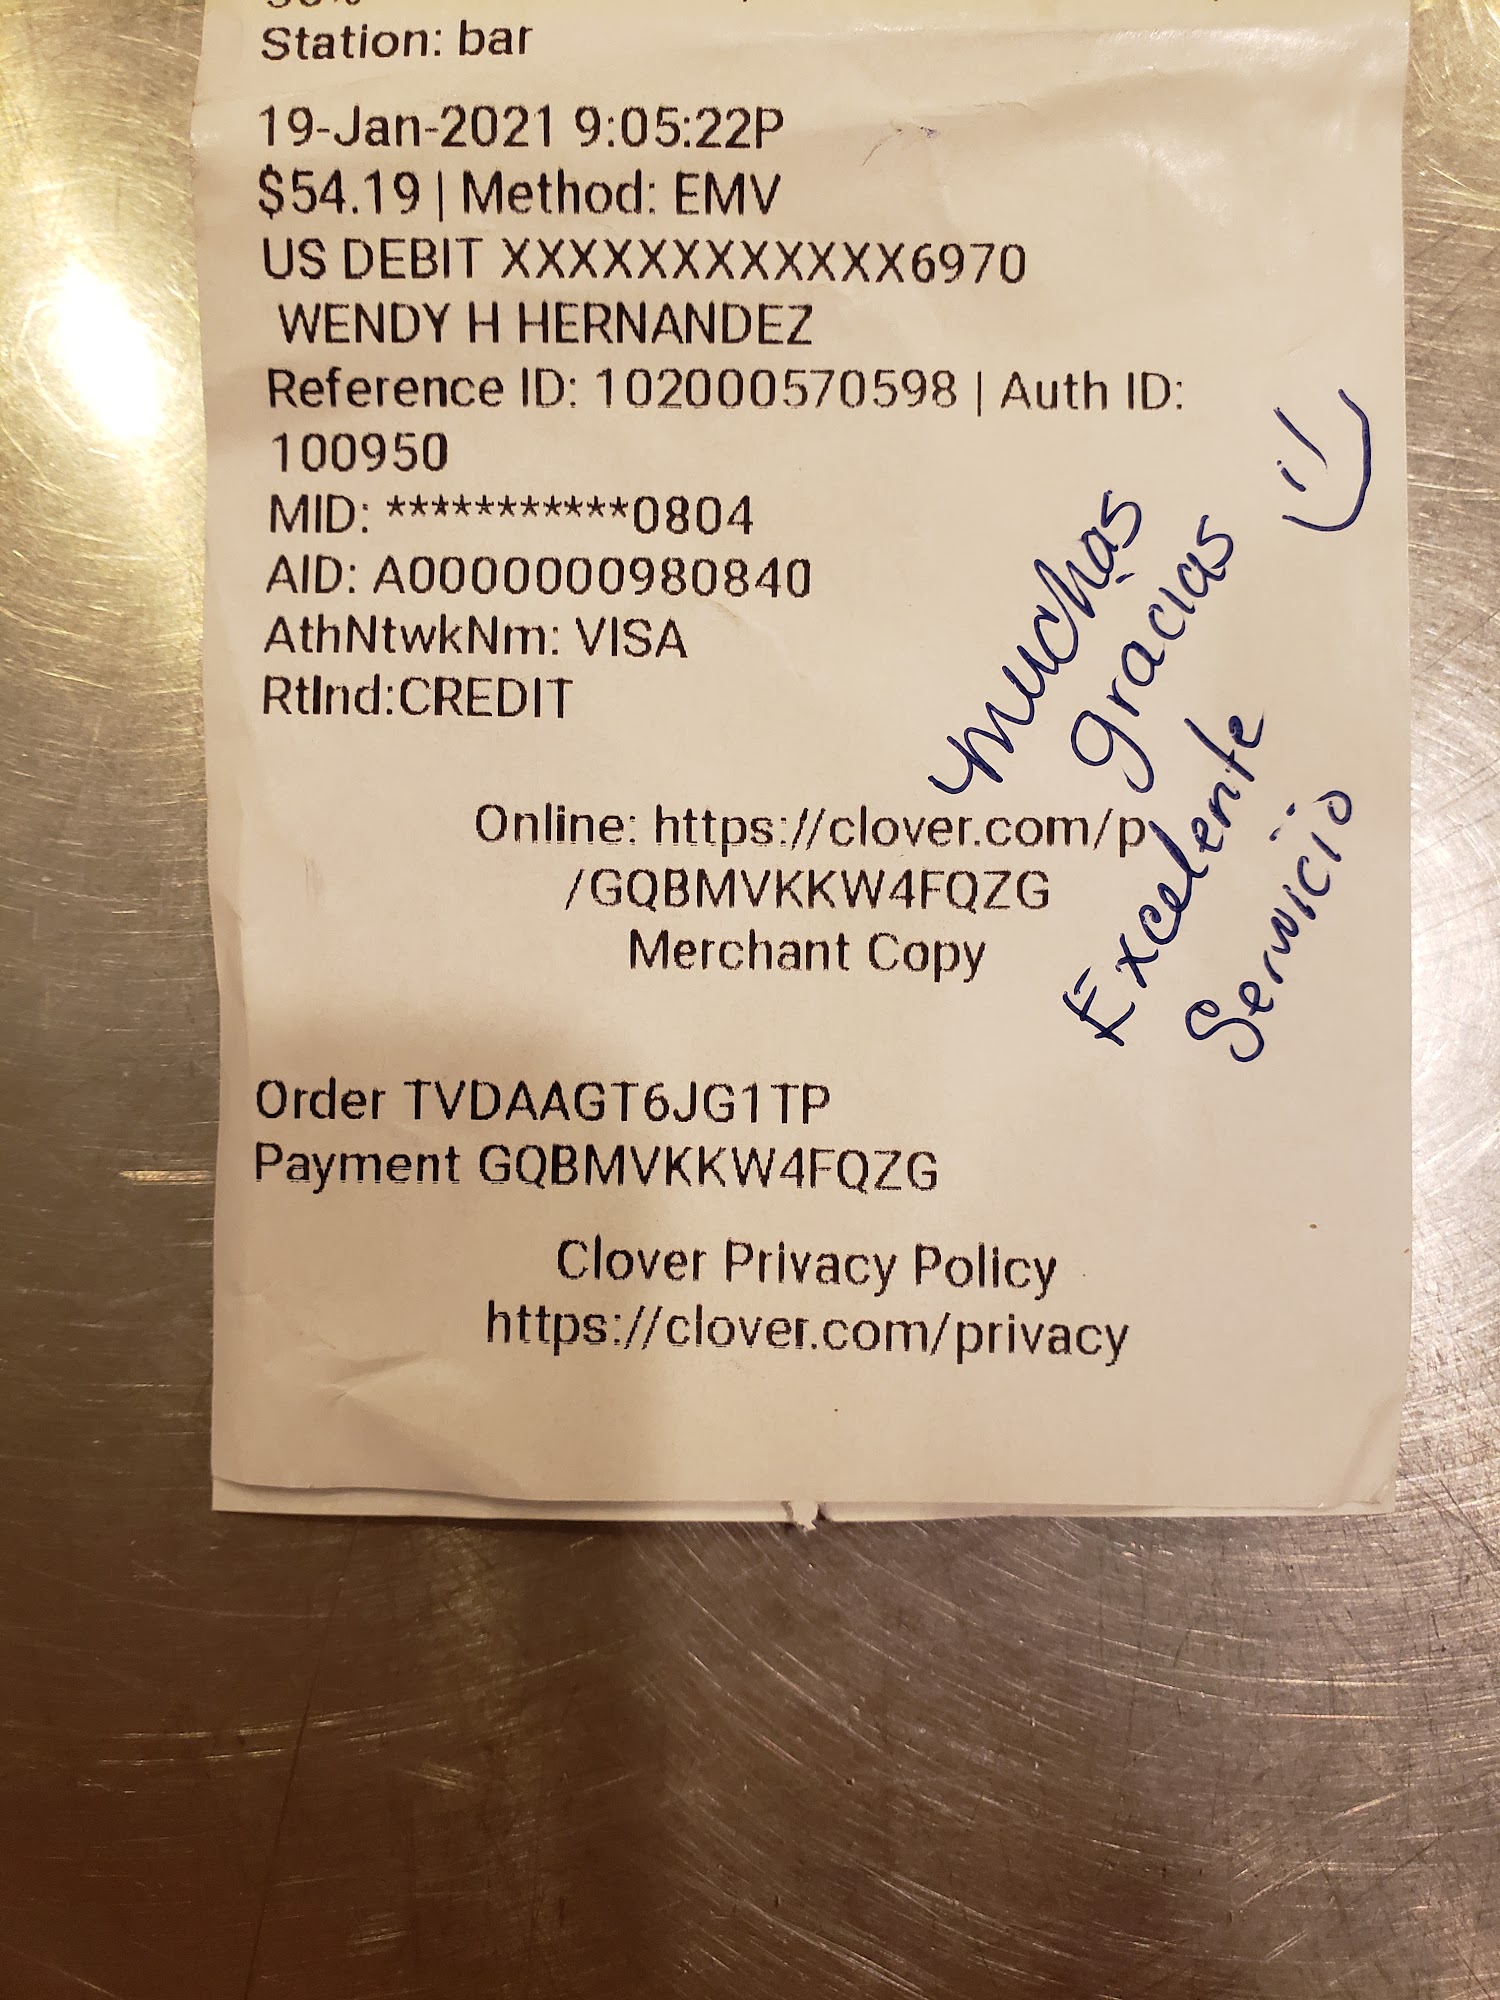 Station: bar
19-Jan-2021 9:05:22P
$54.19 | Method: EMV
US DEBIT XXXXXXXXXXXX6970
WENDY H HERNANDEZ
Reference ID: 102000570598 | Auth ID:
100950
MID: ***********0804
AID: A0000000980840
AthNtwkNm: VISA
RtInd:CREDIT
muchas
gracias
Excelente
Servicio
Online: https://clover.com/p
/GQBMVKKW4FQZG
Merchant Copy
Order TVDAAGT6JG1TP
Payment GQBMVKKW4FQZG
Clover Privacy Policy
https://clover.com/privacy